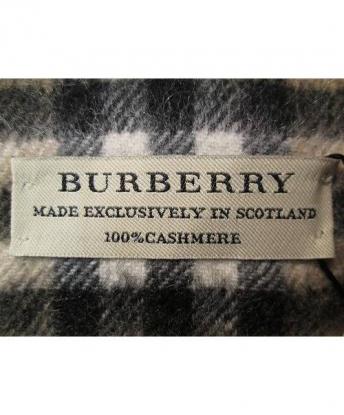 BURBERRY
MADE EXCLUSIVELY IN SCOTLAND
100%CASHMERE